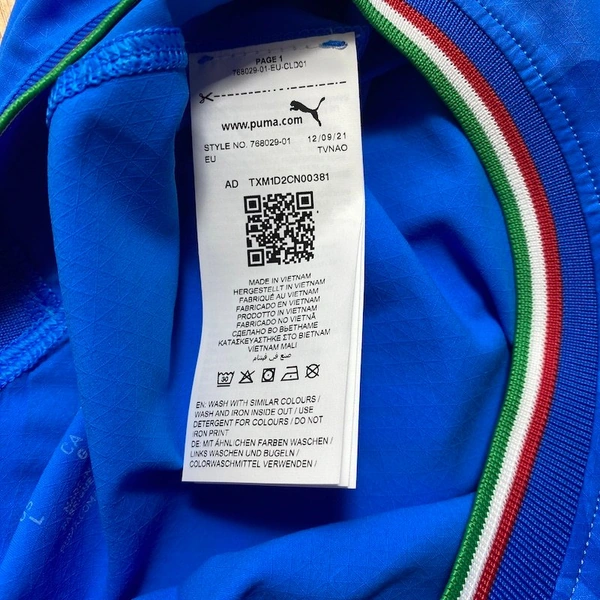 PAGE 1
768029-01-EU-CLD01
www.puma.com
STYLE NO. 768029-01 12/09/21
EU TVNAO
AD TXM1D2CN00381
MADE IN VIETNAM
HERGESTELLT IN VIETNAM
FABRIQUÉ AU VIETNAM
FABRICADO EN VIETNAM
PRODOTTO IN VIETNAM
FABRICADO NO VIETNÃ
СДЕЛАНО ВО ВЬЕТНАМЕ
ΚΑΤΑΣΚΕΥΑΣΤΗΚΕ ΣΤΟ ΒΙΕΤΝΑΜ
VIETNAM MALI
صنع في فيتنام
30
EN: WASH WITH SIMILAR COLOURS /
WASH AND IRON INSIDE OUT / USE
DETERGENT FOR COLOURS / DO NOT
IRON PRINT
DE: MIT ÄHNLICHEN FARBEN WASCHEN /
LINKS WASCHEN UND BÜGELN /
COLORWASCHMITTEL VERWENDEN /
L